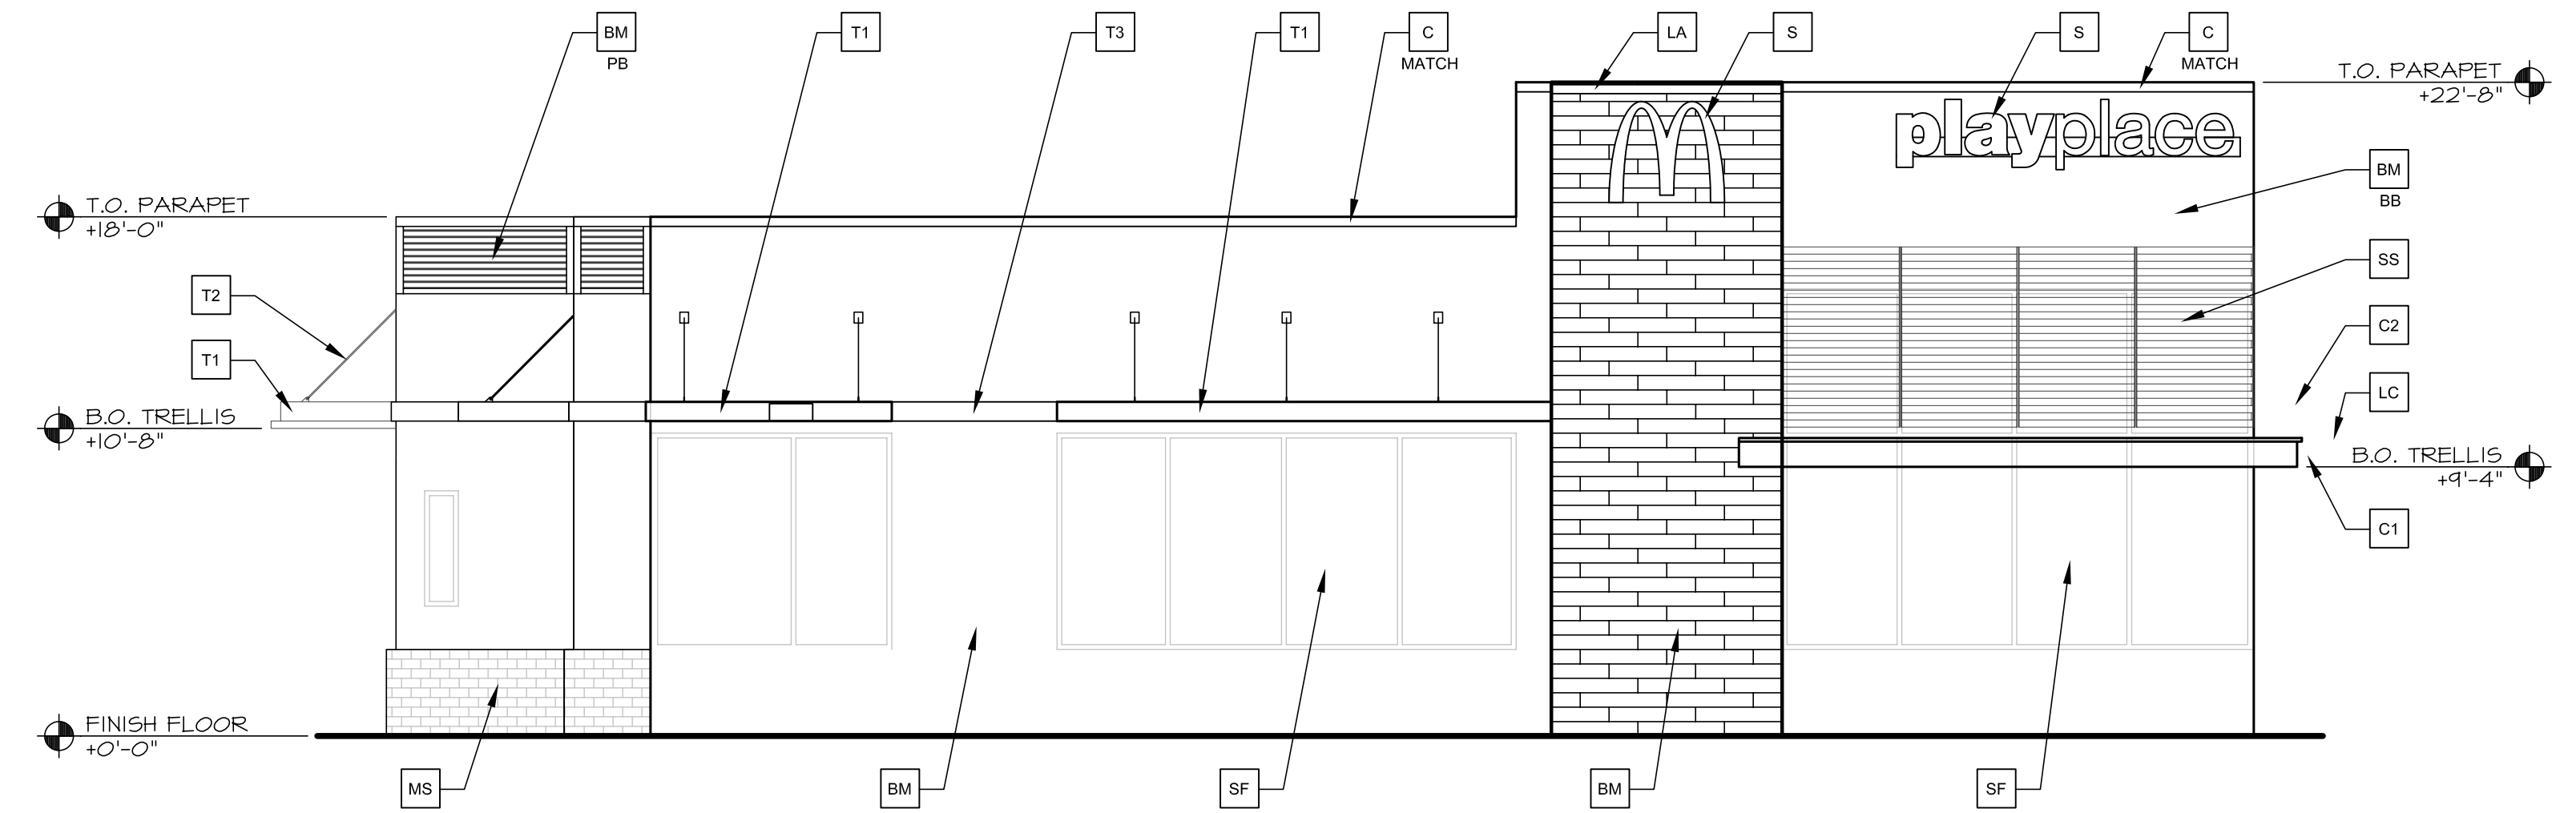 BM
PB
T1
T3
T1
C
MATCH
LA
S
S
C
MATCH
T.O. PARAPET
+22'-8"
playplace
BM
BB
T.O. PARAPET
+18'-0"
SS
T2
C2
T1
LC
B.O. TRELLIS
+10'-8"
B.O. TRELLIS
+9'-4"
C1
FINISH FLOOR
+0'-0"
MS
BM
SF
BM
SF